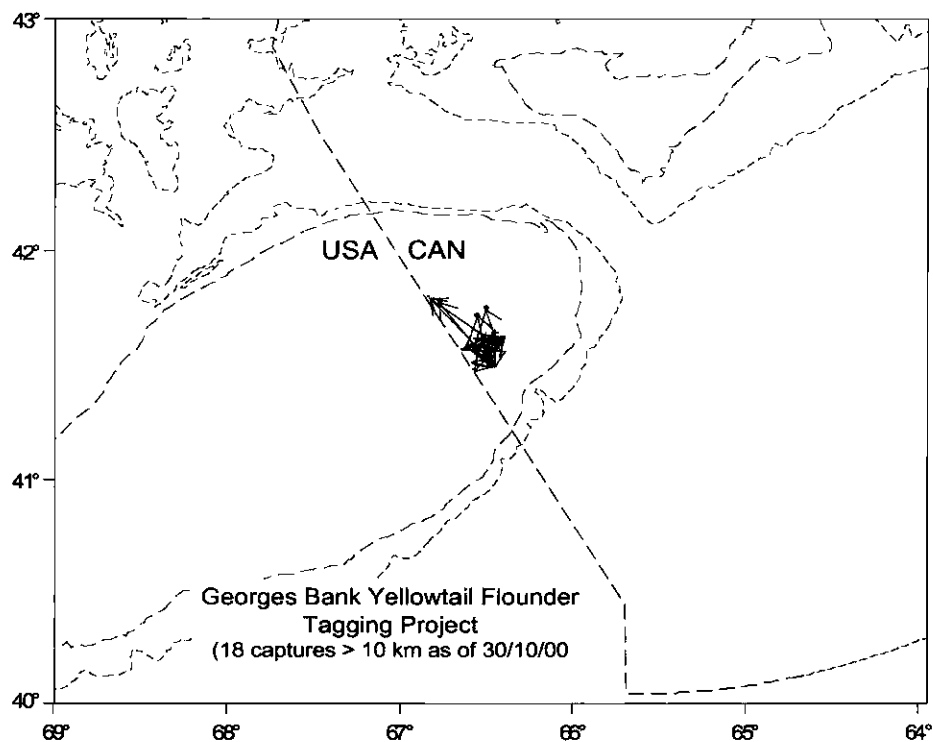 43°
42°
USA CAN
41°
Georges Bank Yellowtail Flounder
Tagging Project
(18 captures > 10 km as of 30/10/00
40°
69° 68° 67° 66° 65° 64°